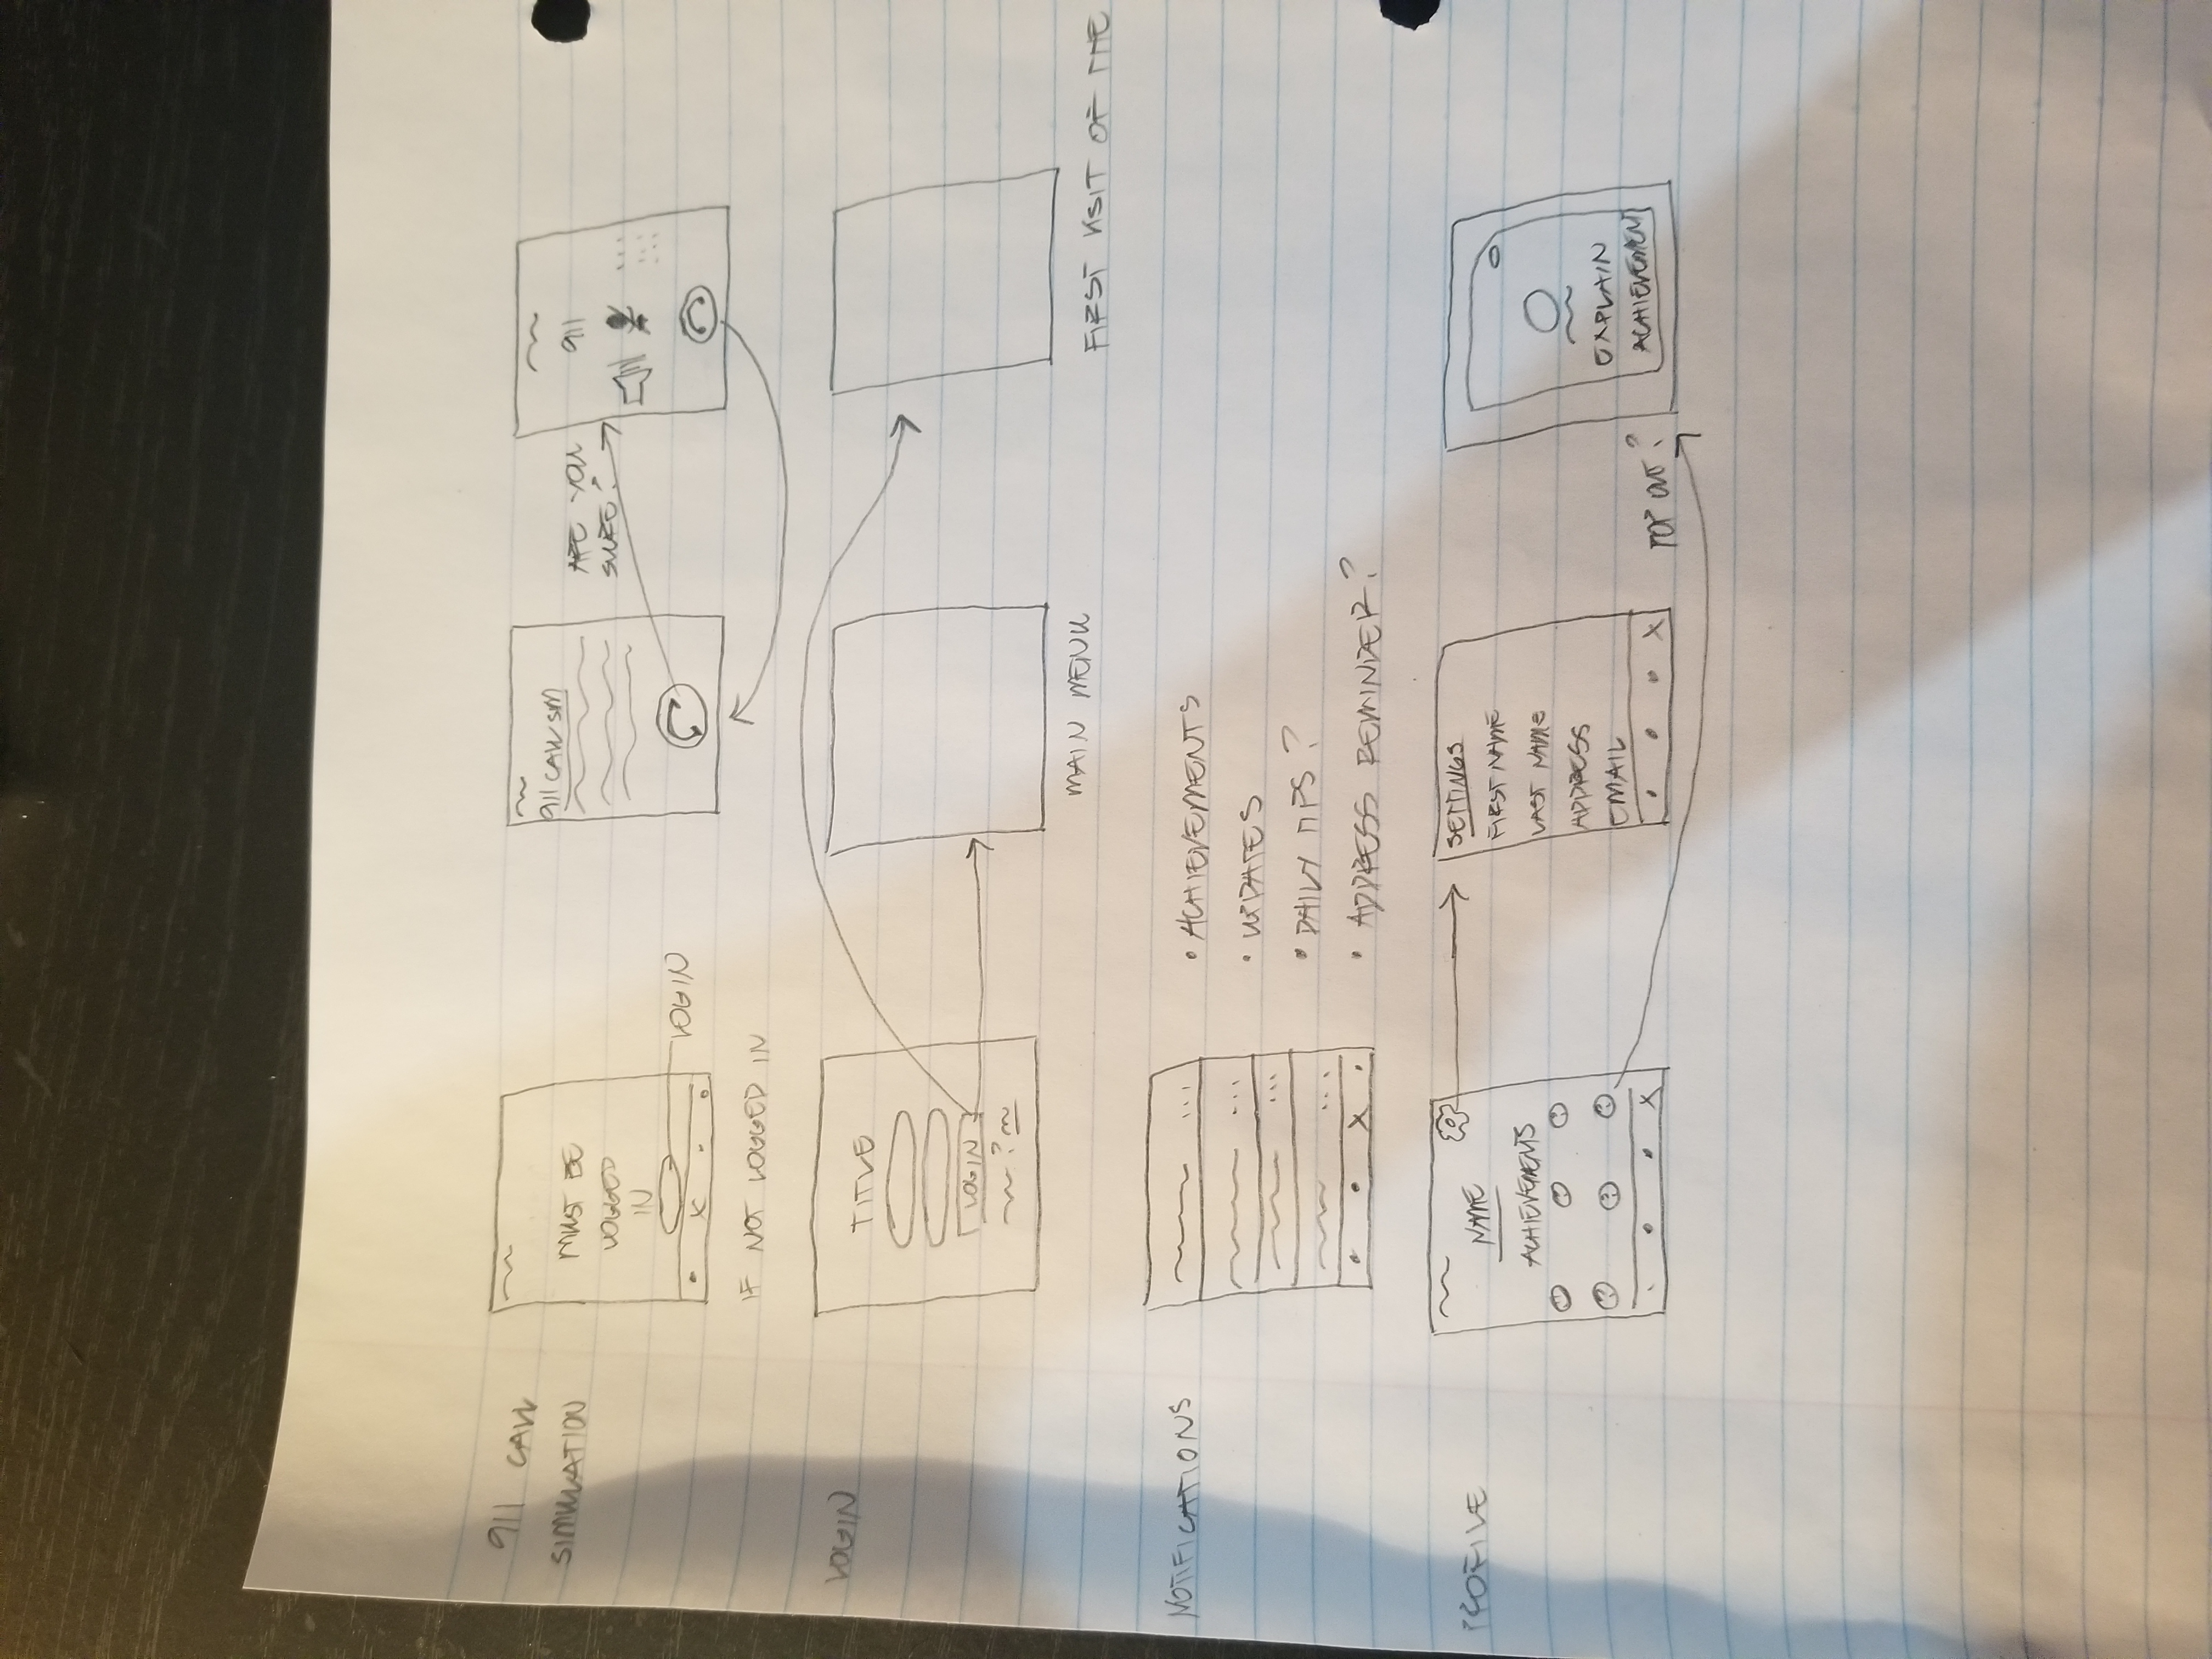 911 CALL
SIMULATION
MUST BE
LOGGED
IN
LOGIN
IF NOT LOGGED IN
911 CALL SIM
ARE YOU
SURE?
911
LOGIN
TITLE
LOGIN
?
MAIN MENU
FIRST VISIT OF THE
NOTIFICATIONS
• ACHIEVEMENTS
• UPDATES
• DAILY TIPS?
• ADDRESS REMINDER?
PROFILE
NAME
ACHIEVEMENTS
SETTINGS
FIRST NAME
LAST NAME
ADDRESS
EMAIL
POP OUT?
EXPLAIN
ACHIEVEMENT